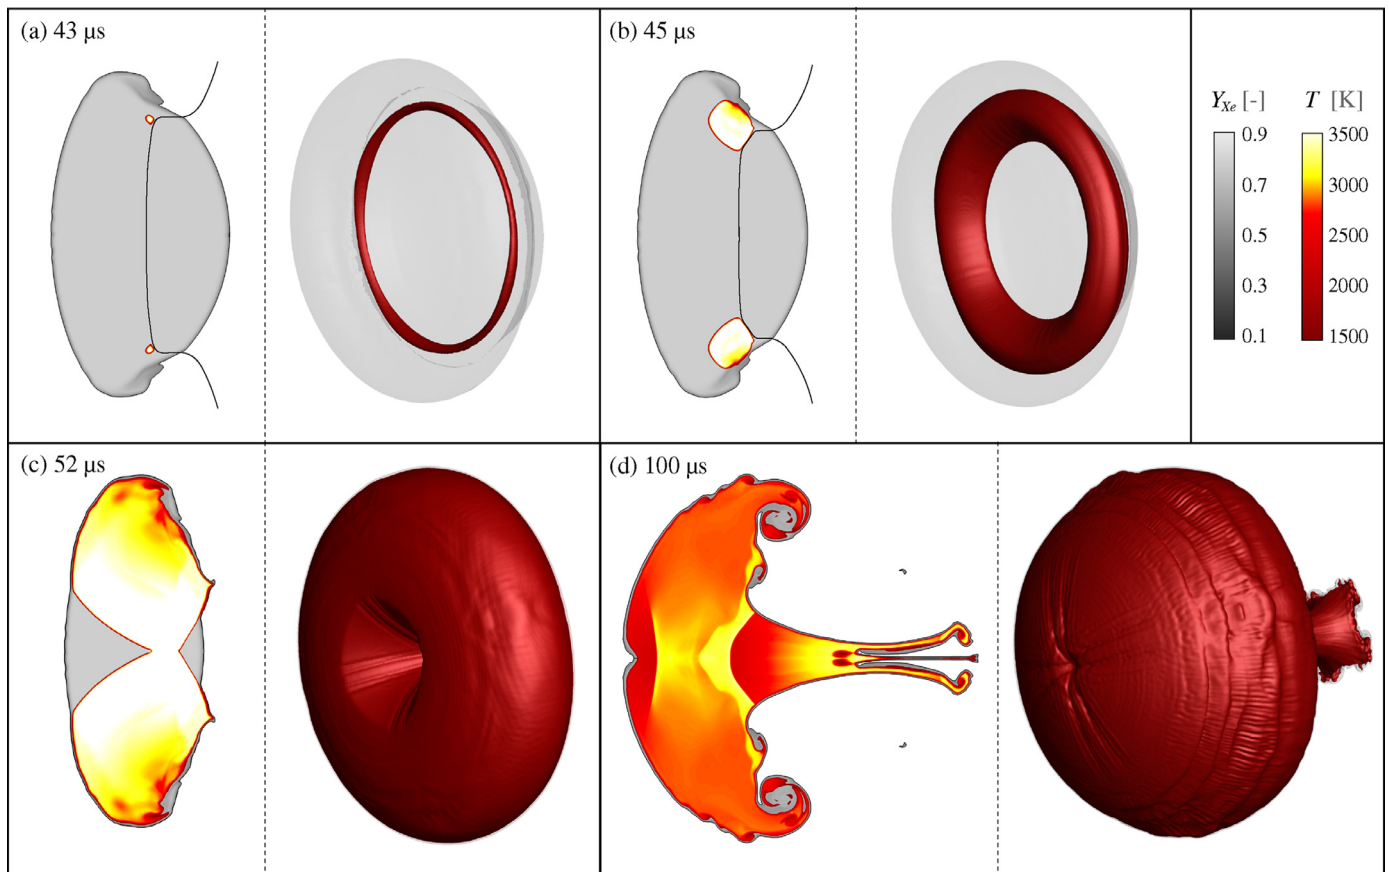 (a) 43 µs
(b) 45 µs
Y_Xe [-] T [K]
0.9 3500
0.7 3000
0.5 2500
0.3 2000
0.1 1500
(c) 52 µs
(d) 100 µs